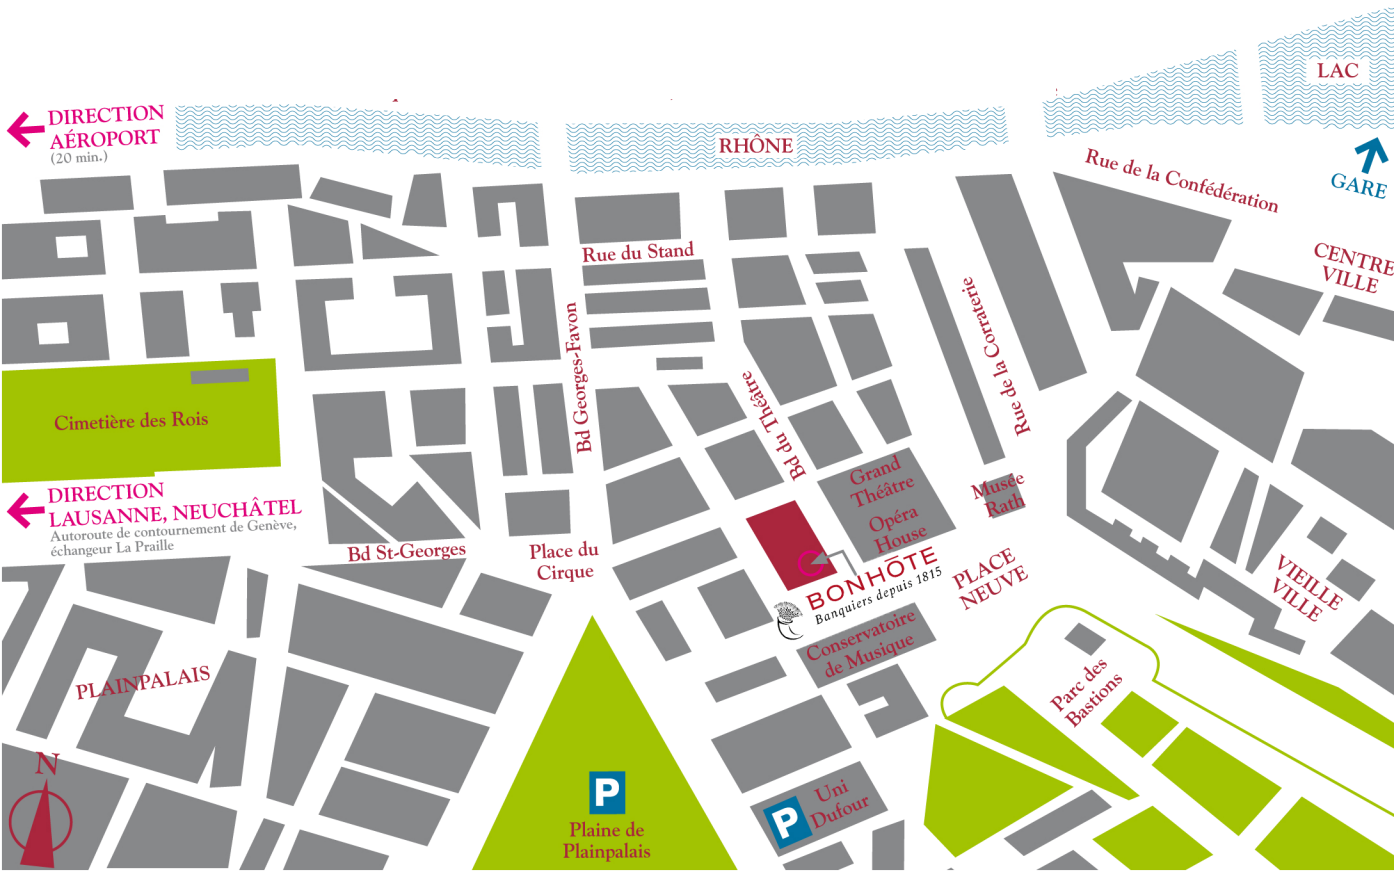 LAC
DIRECTION
AÉROPORT
(20 min.)
RHÔNE
GARE
Rue de la Confédération
Rue du Stand
CENTRE
VILLE
Bd Georges-Favon
Rue de la Corraterie
Bd du Théâtre
Cimetière des Rois
Grand
Théâtre
Opéra
House
Musée
Rath
DIRECTION
LAUSANNE, NEUCHÂTEL
Autoroute de contournement de Genève,
échangeur La Praille
Bd St-Georges
Place du
Cirque
BONHÔTE
Banquiers depuis 1815
PLACE
NEUVE
VIEILLE
VILLE
Conservatoire
de Musique
PLAINPALAIS
Parc des
Bastions
N
P
Plaine de
Plainpalais
P
Uni
Dufour